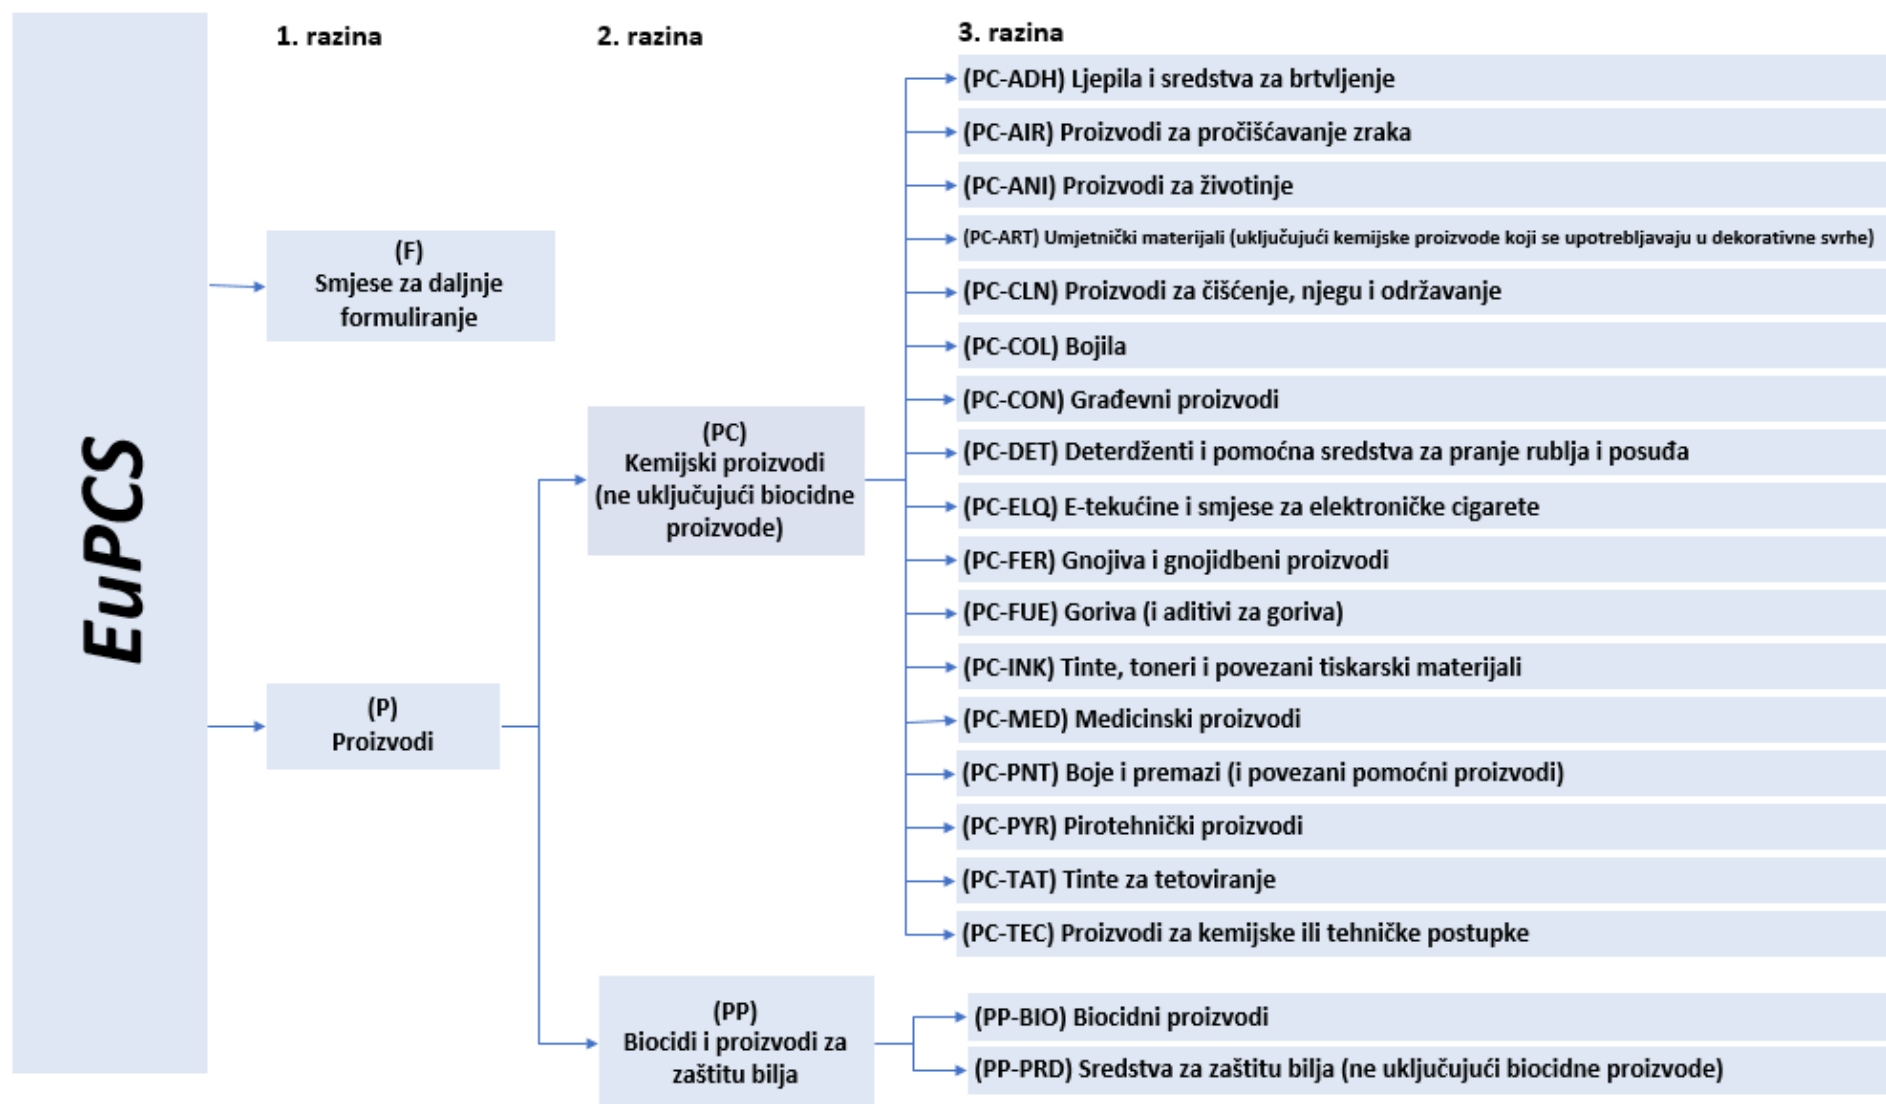 EuPCS
1. razina
2. razina
3. razina
(F)
Smjese za daljnje
formuliranje
(P)
Proizvodi
(PC)
Kemijski proizvodi
(ne uključujući biocidne
proizvode)
(PP)
Biocidi i proizvodi za
zaštitu bilja
(PC-ADH) Ljepila i sredstva za brtvljenje
(PC-AIR) Proizvodi za pročišćavanje zraka
(PC-ANI) Proizvodi za životinje
(PC-ART) Umjetnički materijali (uključujući kemijske proizvode koji se upotrebljavaju u dekorativne svrhe)
(PC-CLN) Proizvodi za čišćenje, njegu i održavanje
(PC-COL) Bojila
(PC-CON) Građevni proizvodi
(PC-DET) Deterdženti i pomoćna sredstva za pranje rublja i posuđa
(PC-ELQ) E-tekućine i smjese za elektroničke cigarete
(PC-FER) Gnojiva i gnojidbeni proizvodi
(PC-FUE) Goriva (i aditivi za goriva)
(PC-INK) Tinte, toneri i povezani tiskarski materijali
(PC-MED) Medicinski proizvodi
(PC-PNT) Boje i premazi (i povezani pomoćni proizvodi)
(PC-PYR) Pirotehnički proizvodi
(PC-TAT) Tinte za tetoviranje
(PC-TEC) Proizvodi za kemijske ili tehničke postupke
(PP-BIO) Biocidni proizvodi
(PP-PRD) Sredstva za zaštitu bilja (ne uključujući biocidne proizvode)